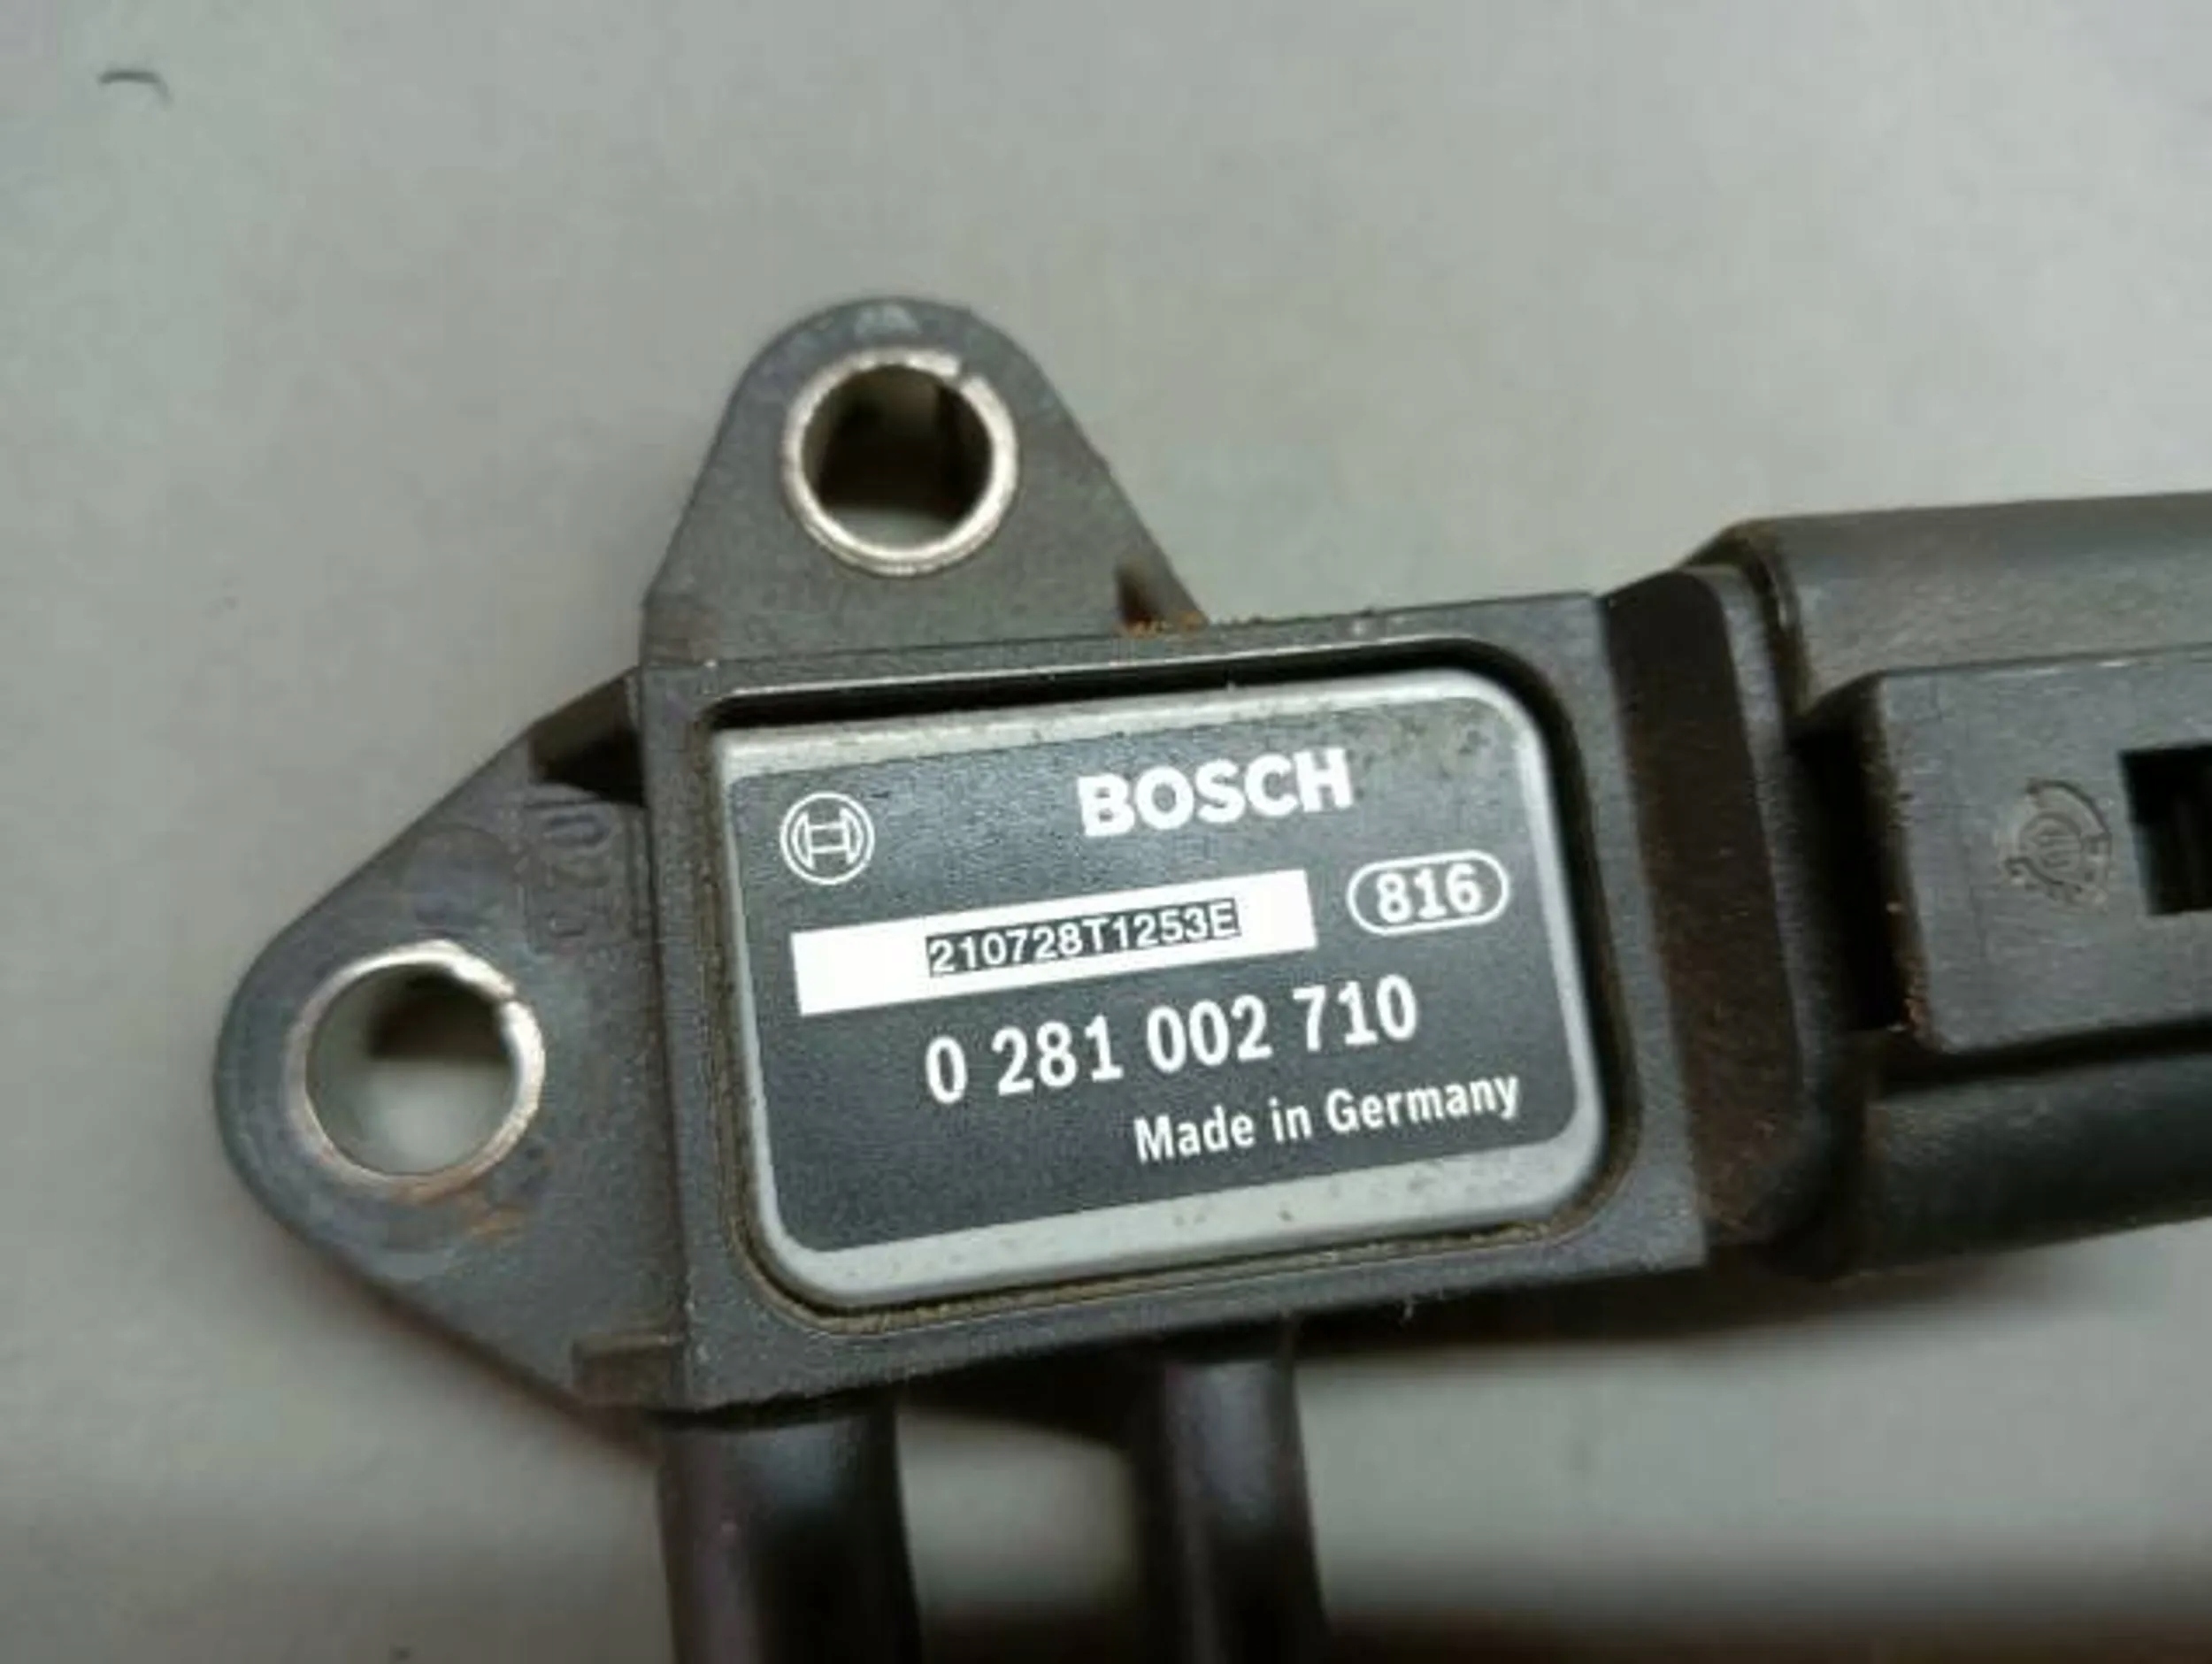 BOSCH
210728T1253E
816
0 281 002 710
Made in Germany